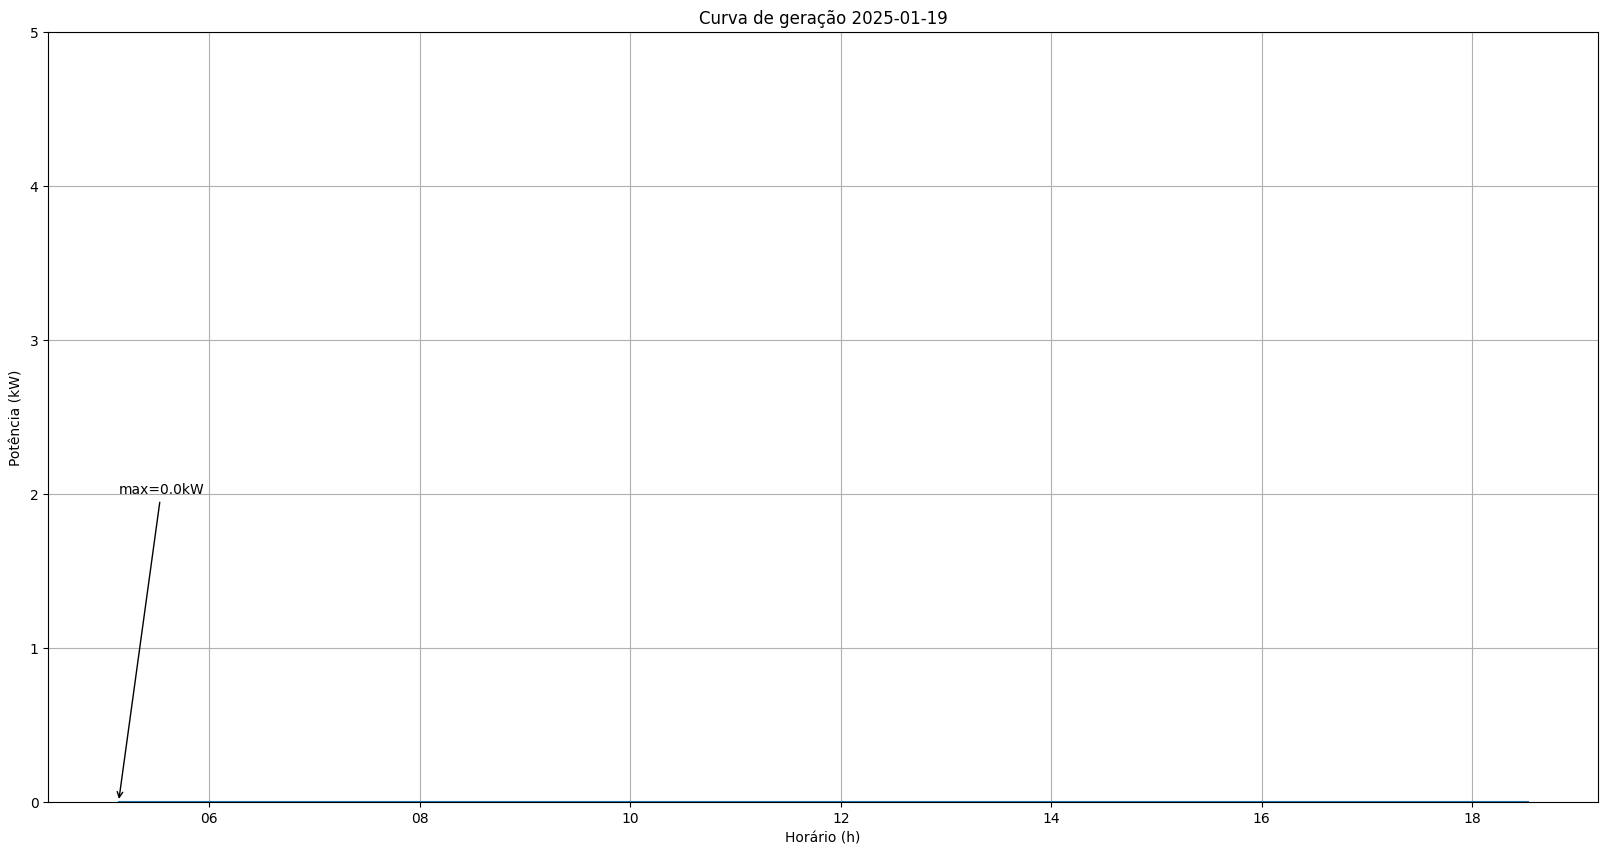 Curva de geração 2025-01-19
5
4
3
2
1
0
Potência (kW)
max=0.0kW
06 08 10 12 14 16 18
Horário (h)